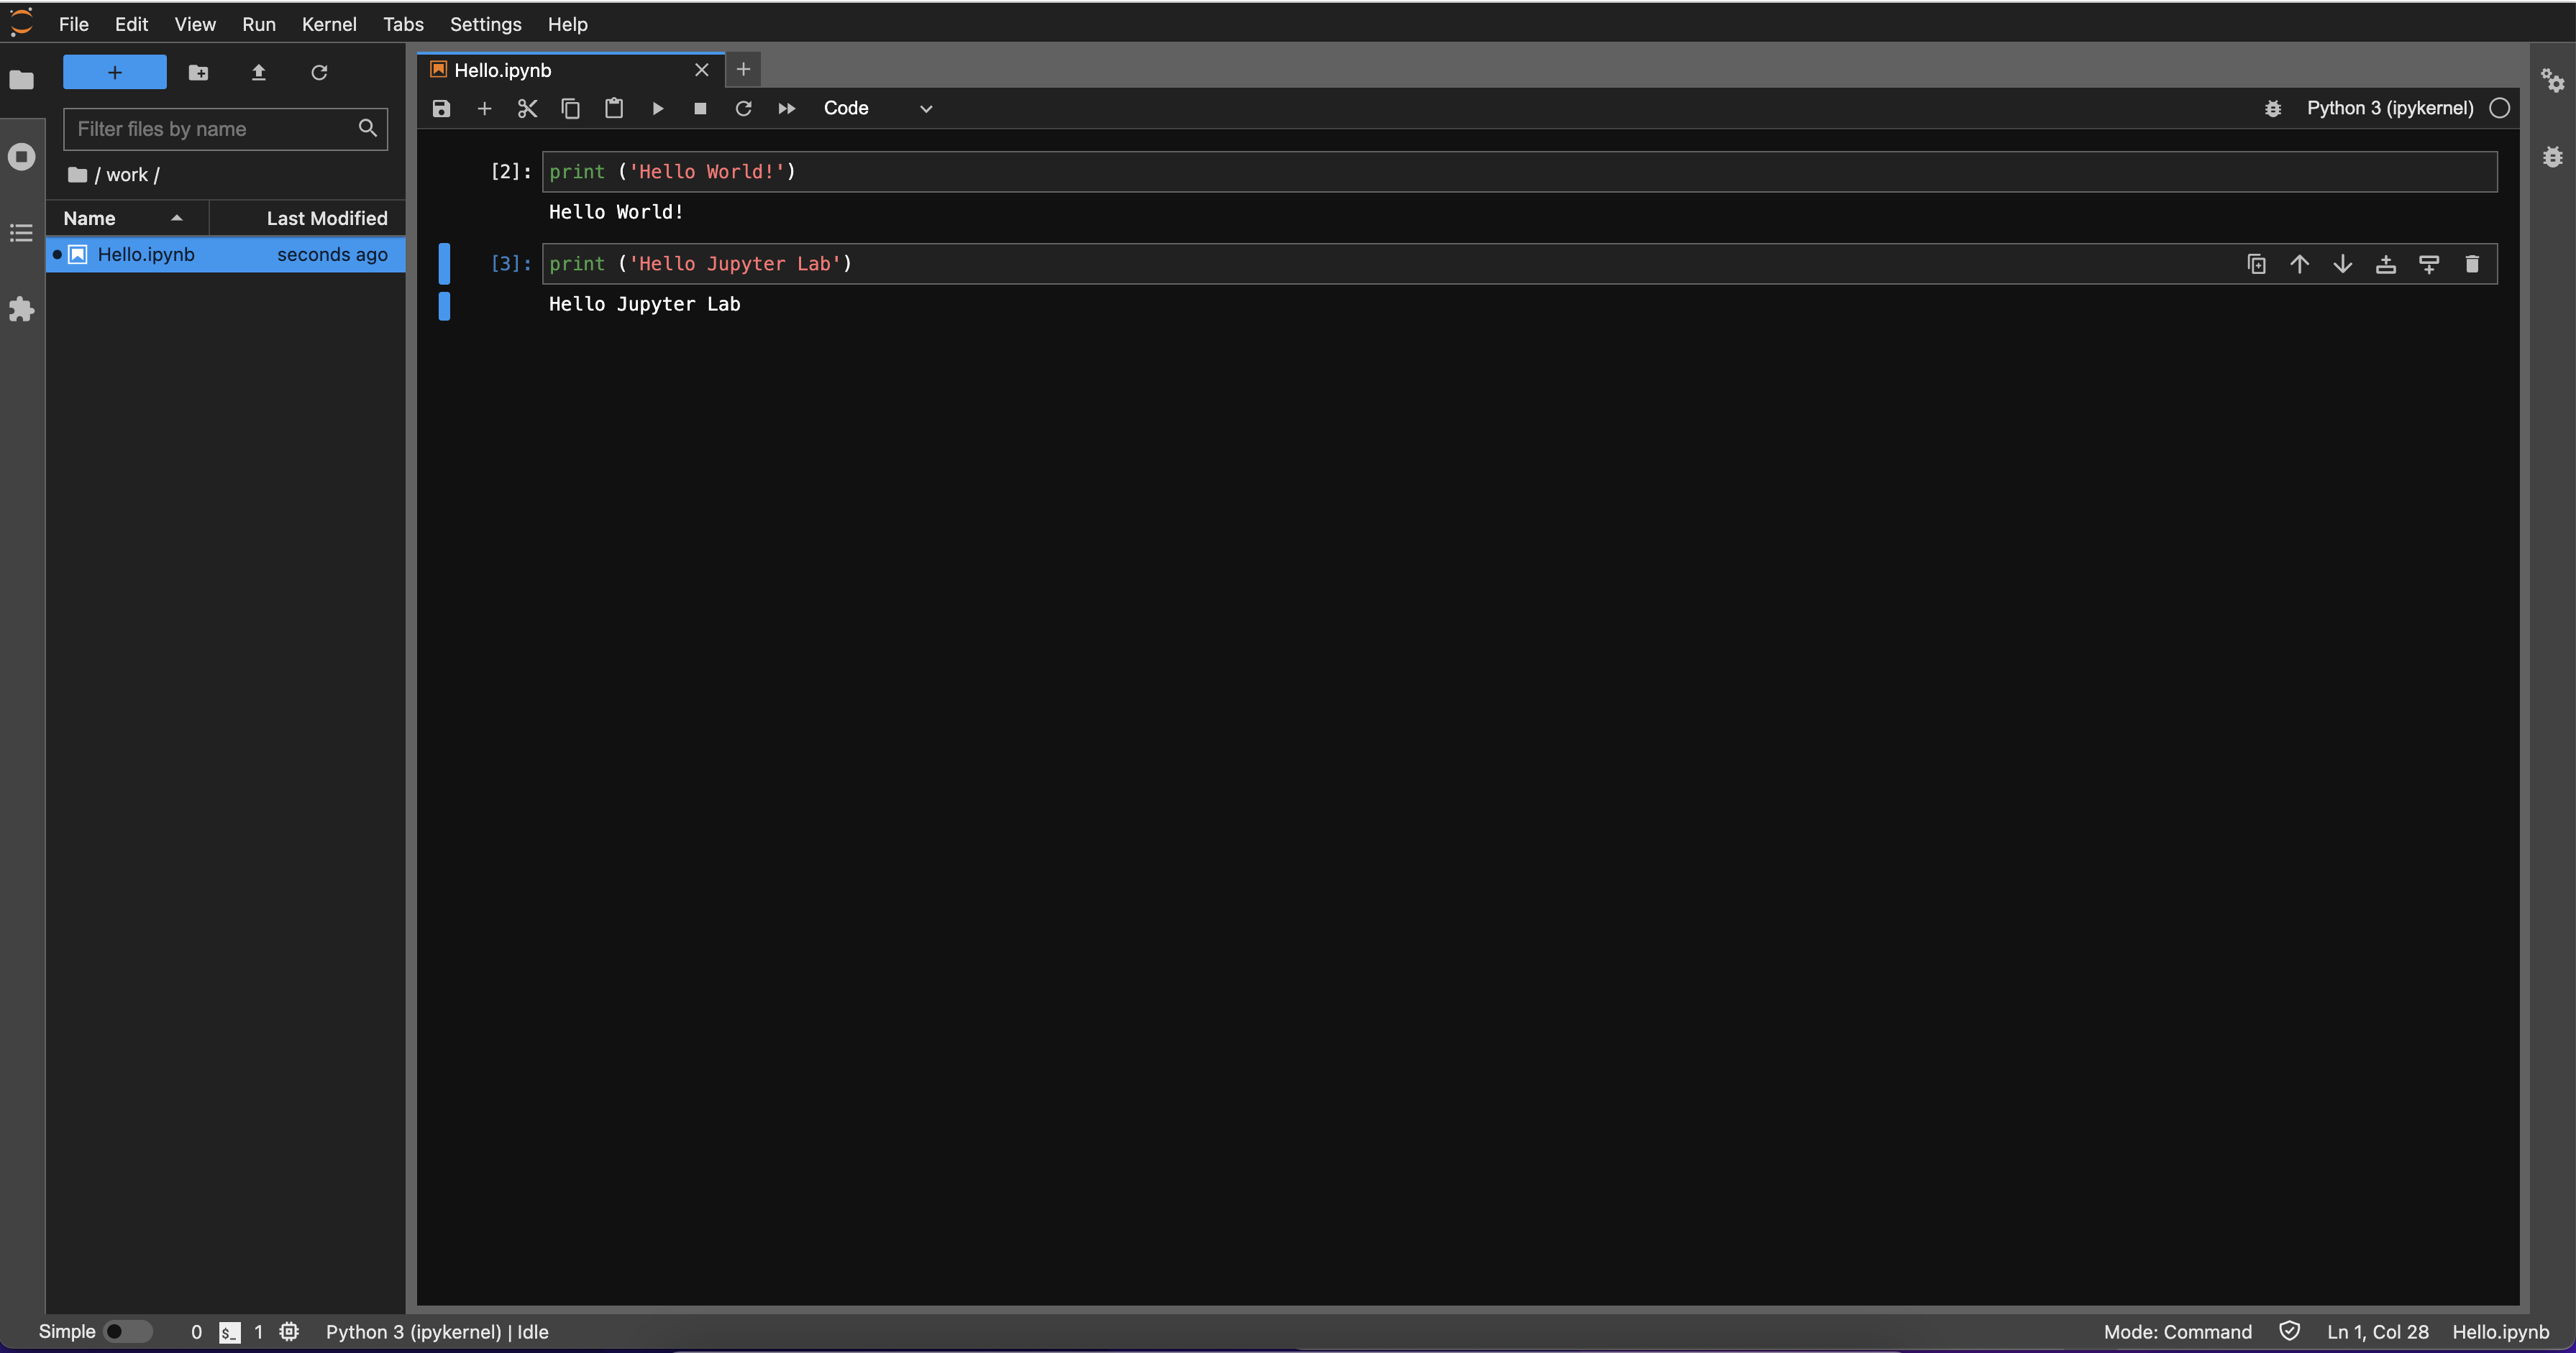 File Edit View Run Kernel Tabs Settings Help
+
Filter files by name
/ work /
Name Last Modified
Hello.ipynb seconds ago
Hello.ipynb
Code
Python 3 (ipykernel)
[2]: print ('Hello World!')
Hello World!
[3]: print ('Hello Jupyter Lab')
Hello Jupyter Lab
Simple 0 $_ 1 Python 3 (ipykernel) | Idle
Mode: Command Ln 1, Col 28 Hello.ipynb